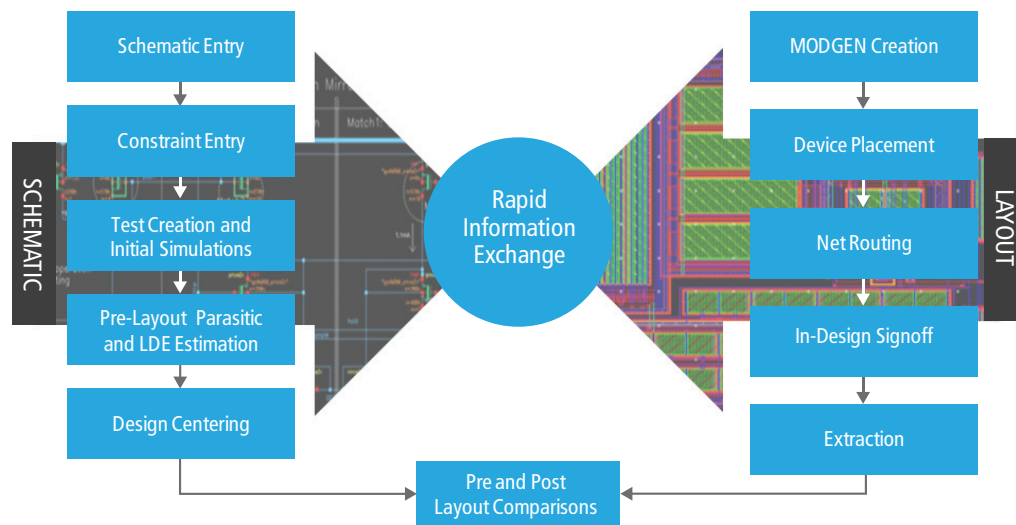 Schematic Entry
Constraint Entry
Test Creation and
Initial Simulations
Pre-Layout Parasitic
and LDE Estimation
Design Centering
SCHEMATIC
Rapid
Information
Exchange
MODGEN Creation
Device Placement
Net Routing
In-Design Signoff
Extraction
LAYOUT
Pre and Post
Layout Comparisons
Match1: